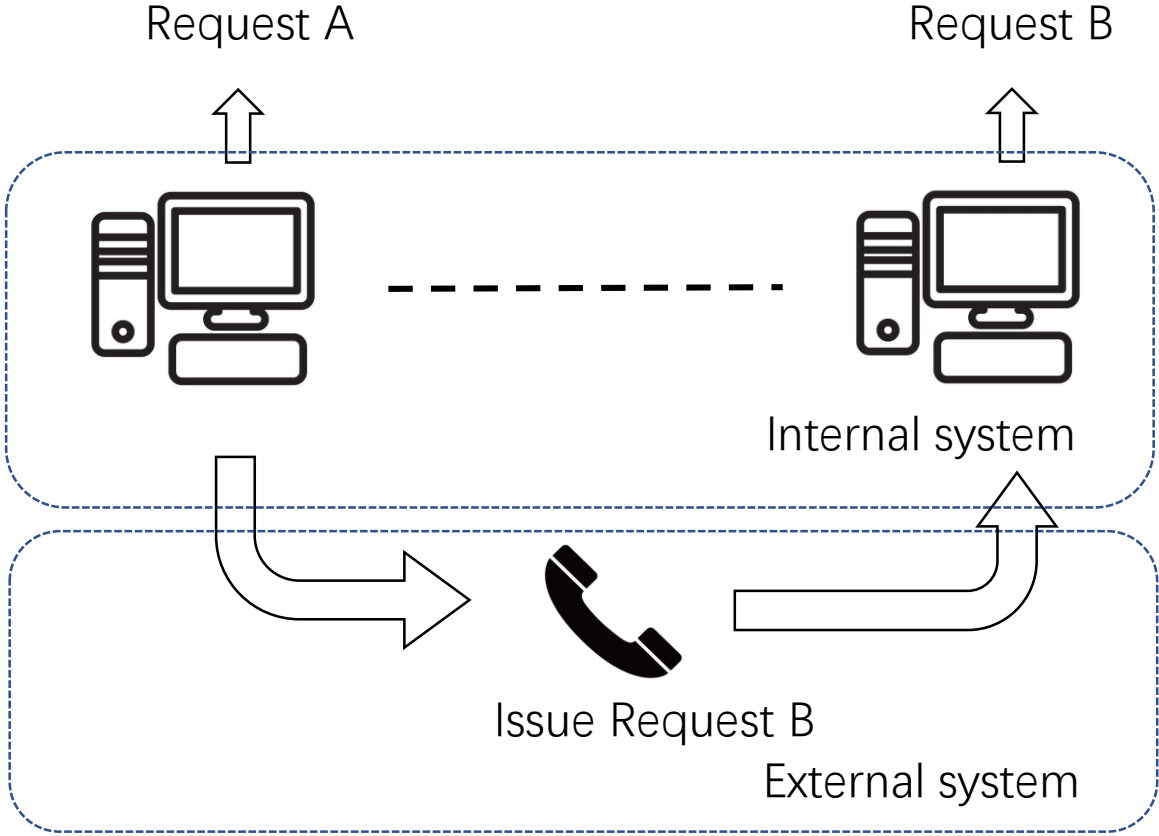 Request A
Request B
Internal system
Issue Request B
External system